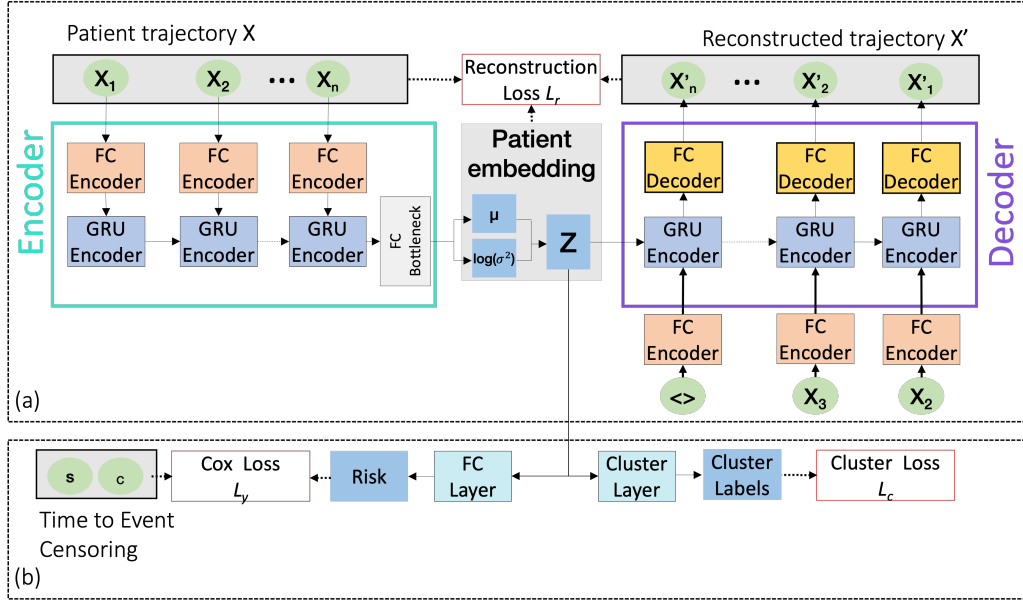 Patient trajectory X
X₁ X₂ ••• Xₙ
Reconstruction
Loss Lᵣ
Reconstructed trajectory X'
X'ₙ ••• X'₂ X'₁
Encoder
FC
Encoder
FC
Encoder
FC
Encoder
GRU
Encoder
GRU
Encoder
GRU
Encoder
FC
Bottleneck
Patient
embedding
μ
log(σ²)
Z
Decoder
FC
Decoder
FC
Decoder
FC
Decoder
GRU
Encoder
GRU
Encoder
GRU
Encoder
FC
Encoder
FC
Encoder
FC
Encoder
<> X₃ X₂
(a)
s c
Time to Event
Censoring
Cox Loss
L_y
Risk
FC
Layer
Cluster
Layer
Cluster
Labels
Cluster Loss
L_c
(b)